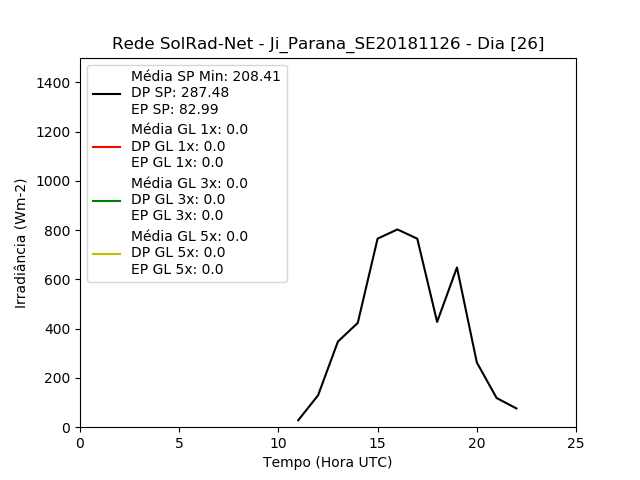 Rede SolRad-Net - Ji_Parana_SE20181126 - Dia [26]
Média SP Min: 208.41
DP SP: 287.48
EP SP: 82.99
Média GL 1x: 0.0
DP GL 1x: 0.0
EP GL 1x: 0.0
Média GL 3x: 0.0
DP GL 3x: 0.0
EP GL 3x: 0.0
Média GL 5x: 0.0
DP GL 5x: 0.0
EP GL 5x: 0.0
Irradiância (Wm-2)
1400
1200
1000
800
600
400
200
0
0 5 10 15 20 25
Tempo (Hora UTC)